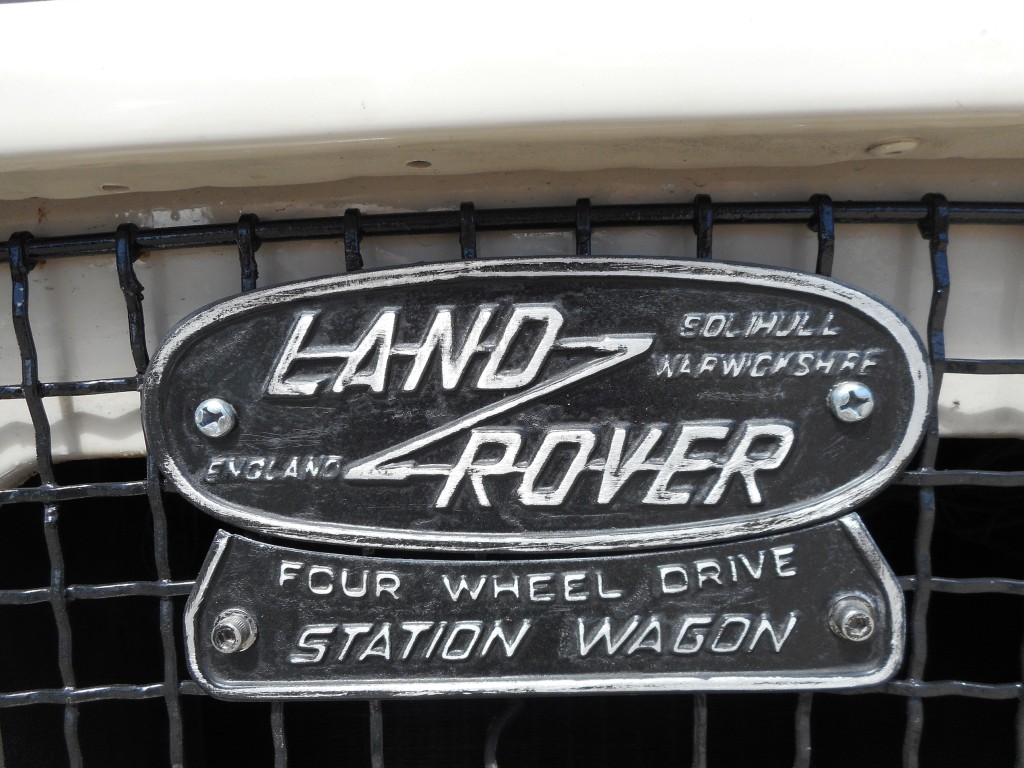 LAND
SOLIHULL
WARWICKSHIRE
ENGLAND
ROVER
FOUR WHEEL DRIVE
STATION WAGON